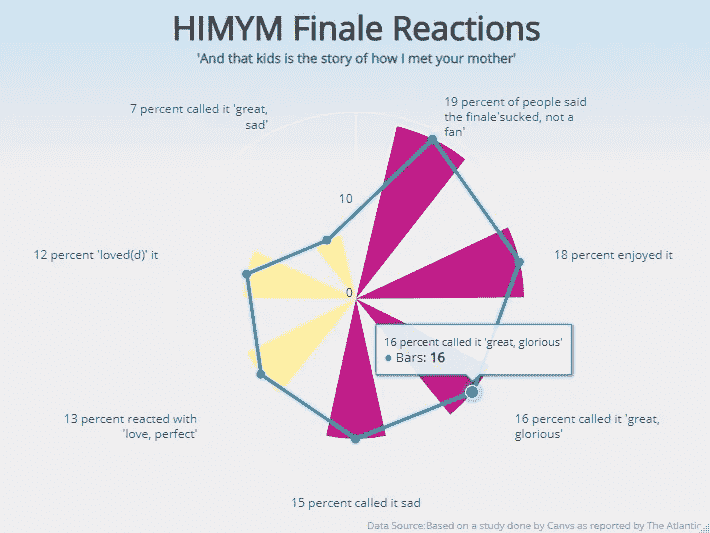 HIMYM Finale Reactions
'And that kids is the story of how I met your mother'
7 percent called it 'great,
sad'
19 percent of people said
the finale'sucked, not a
fan'
10
12 percent 'loved(d)' it
18 percent enjoyed it
0
16 percent called it 'great, glorious'
Bars: 16
13 percent reacted with
'love, perfect'
16 percent called it 'great,
glorious'
15 percent called it sad
Data Source:Based on a study done by Canvs as reported by The Atlantic